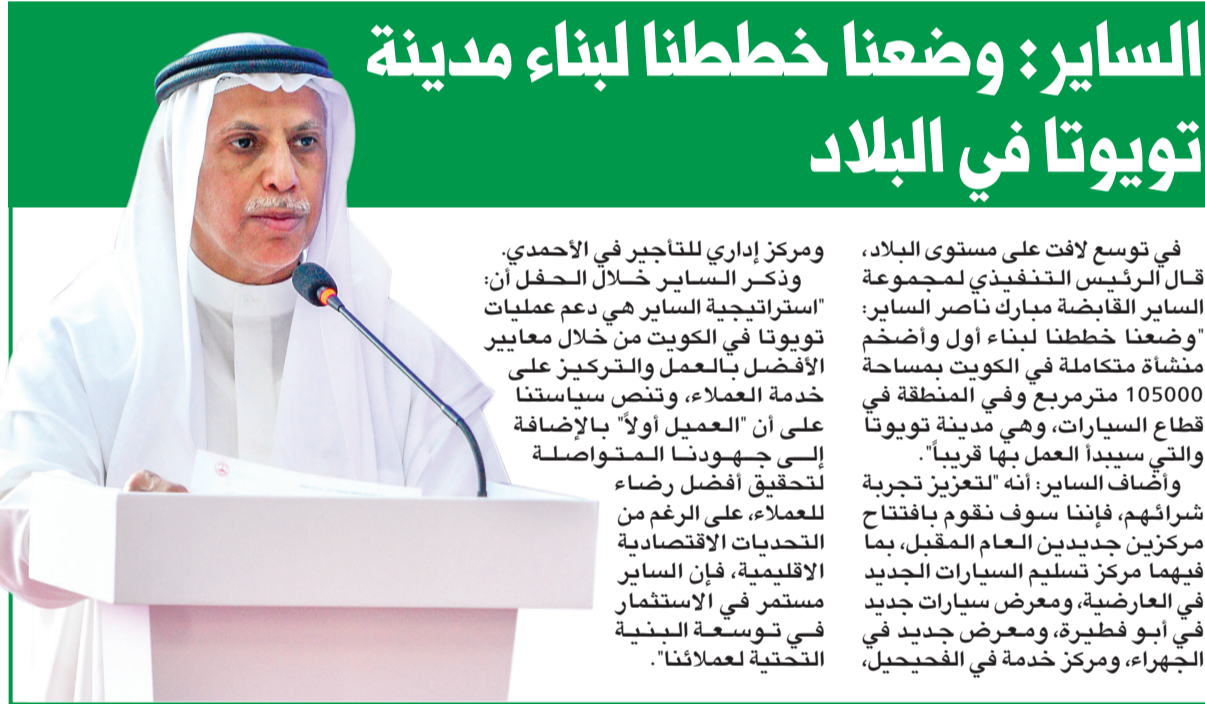 الساير: وضعنا خططنا لبناء مدينة
تويوتا في البلاد
في توسع لافت على مستوى البلاد،
قال الرئيس التنفيذي لمجموعة
الساير القابضة مبارك ناصر الساير:
"وضعنا خططنا لبناء أول وأضخم
منشأة متكاملة في الكويت بمساحة
105000 مترمربع وفي المنطقة في
قطاع السيارات، وهي مدينة تويوتا
والتي سيبدأ العمل بها قريباً".
وأضاف الساير: أنه "لتعزيز تجربة
شرائهم، فإننا سوف نقوم بافتتاح
مركزين جديدين العام المقبل، بما
فيهما مركز تسليم السيارات الجديد
في العارضية، ومعرض سيارات جديد
في أبو فطيرة، ومعرض جديد في
الجهراء، ومركز خدمة في الفحيحيل،
ومركز إداري للتأجير في الأحمدي.
وذكر الساير خلال الحفل أن:
"استراتيجية الساير هي دعم عمليات
تويوتا في الكويت من خلال معايير
الأفضل بالعمل والتركيز على
خدمة العملاء، وتنص سياستنا
على أن "العميل أولاً" بالإضافة
إلى جهودنا المتواصلة
لتحقيق أفضل رضاء
للعملاء، على الرغم من
التحديات الاقتصادية
الاقليمية، فإن الساير
مستمر في الاستثمار
في توسعة البنية
التحتية لعملائنا".